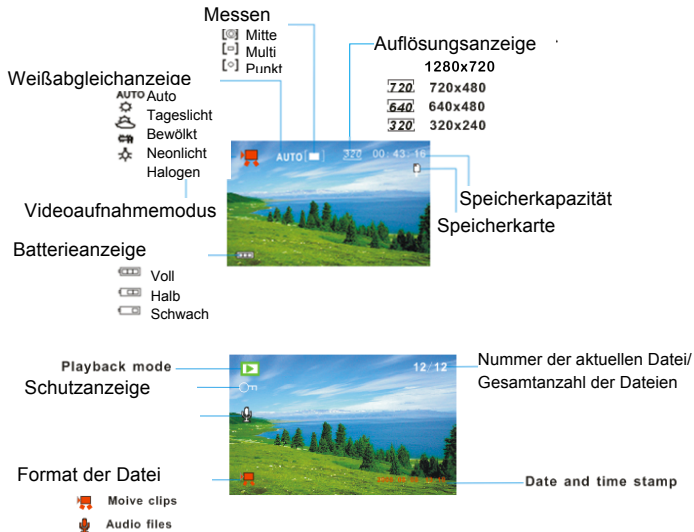 Messen
Mitte
Multi
Punkt
Auflösungsanzeige
1280x720
720 720x480
640 640x480
320 320x240
Weißabgleichanzeige
AUTO Auto
Tageslicht
Bewölkt
Neonlicht
Halogen
AUTO 320 00:43:16
Speicherkapazität
Speicherkarte
Videoaufnahmemodus
Batterieanzeige
Voll
Halb
Schwach
Playback mode
12/12
Nummer der aktuellen Datei/
Gesamtanzahl der Dateien
Schutzanzeige
Format der Datei
Moive clips
Audio files
Date and time stamp